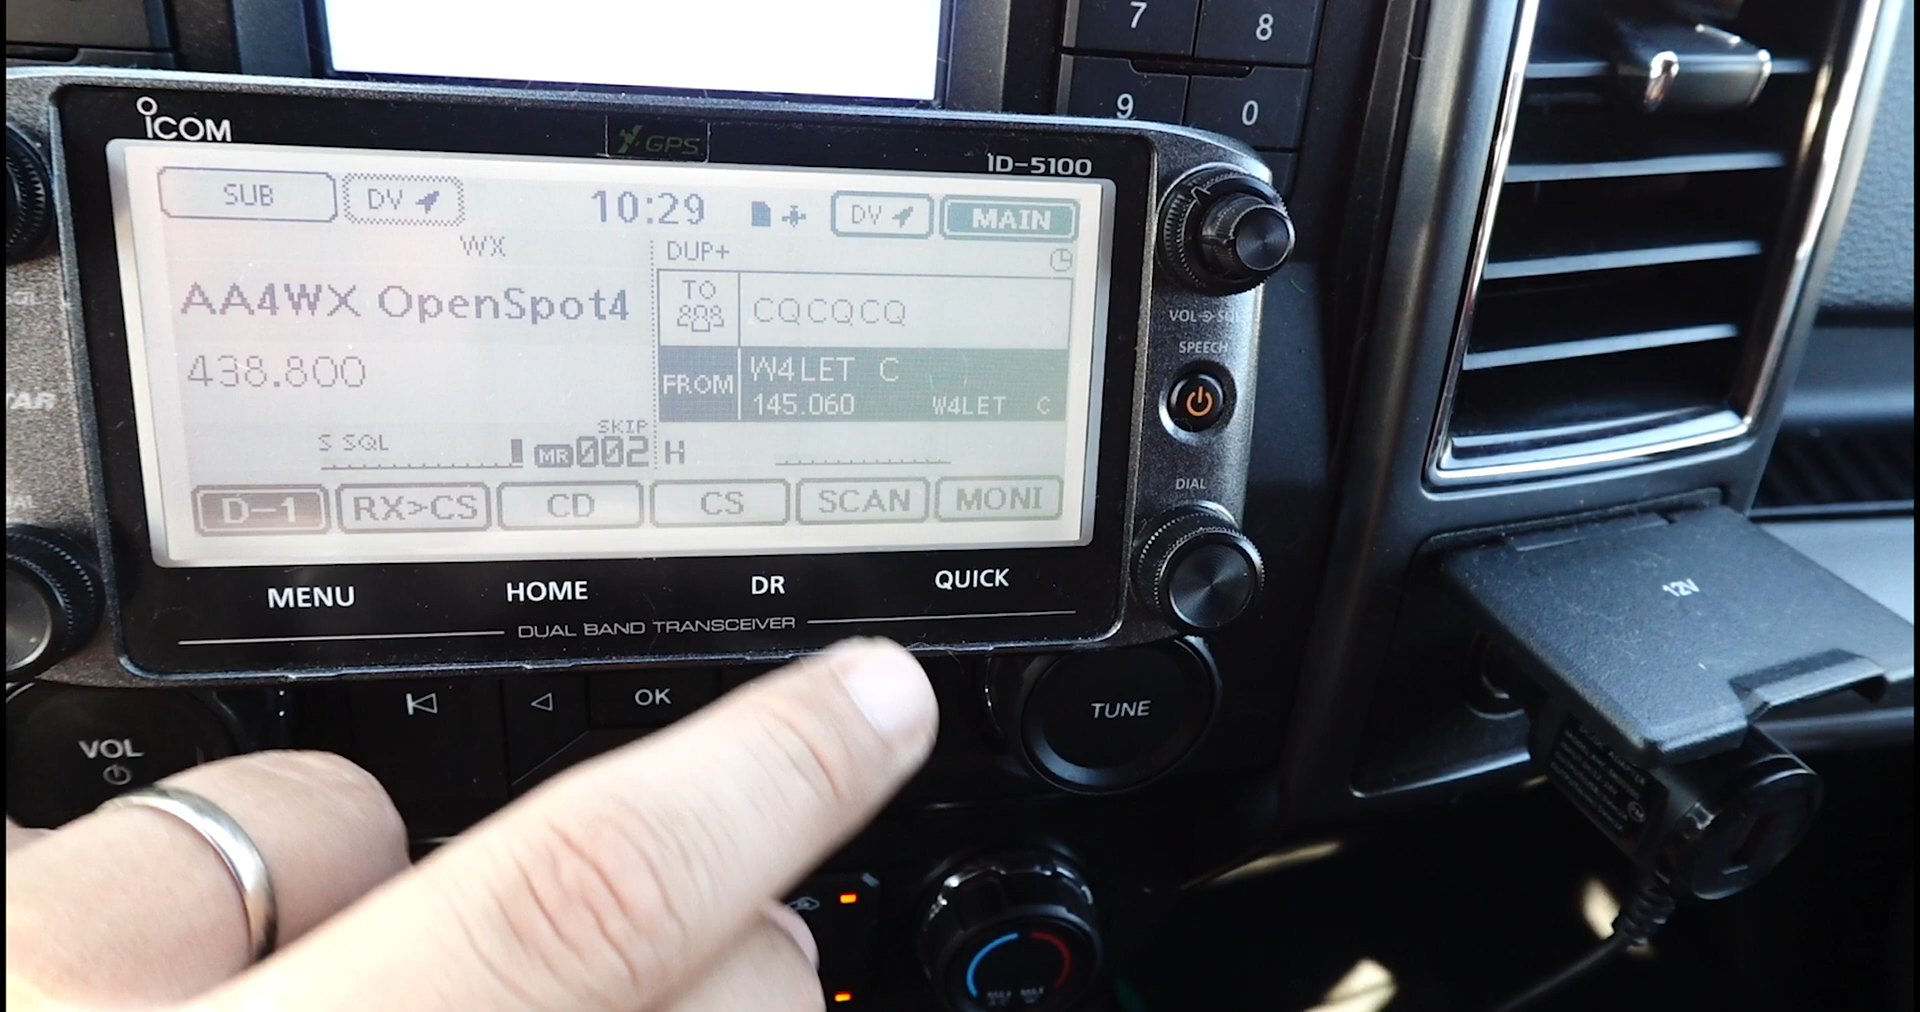 7 8
9 0
ICOM
GPS
ID-5100
SUB DV 10:29 DV MAIN
WX
DUP+
AA4WX OpenSpot4
TO CQCQCQ
438.800
FROM W4LET C
145.060 W4LET C
S SQL SKIP
MR 002 H
D-1 RX>CS CD CS SCAN MONI
MENU HOME DR QUICK
DUAL BAND TRANSCEIVER
VOL SQL
SPEECH
DIAL
12V
OK
TUNE
VOL
MAX A/C MAX